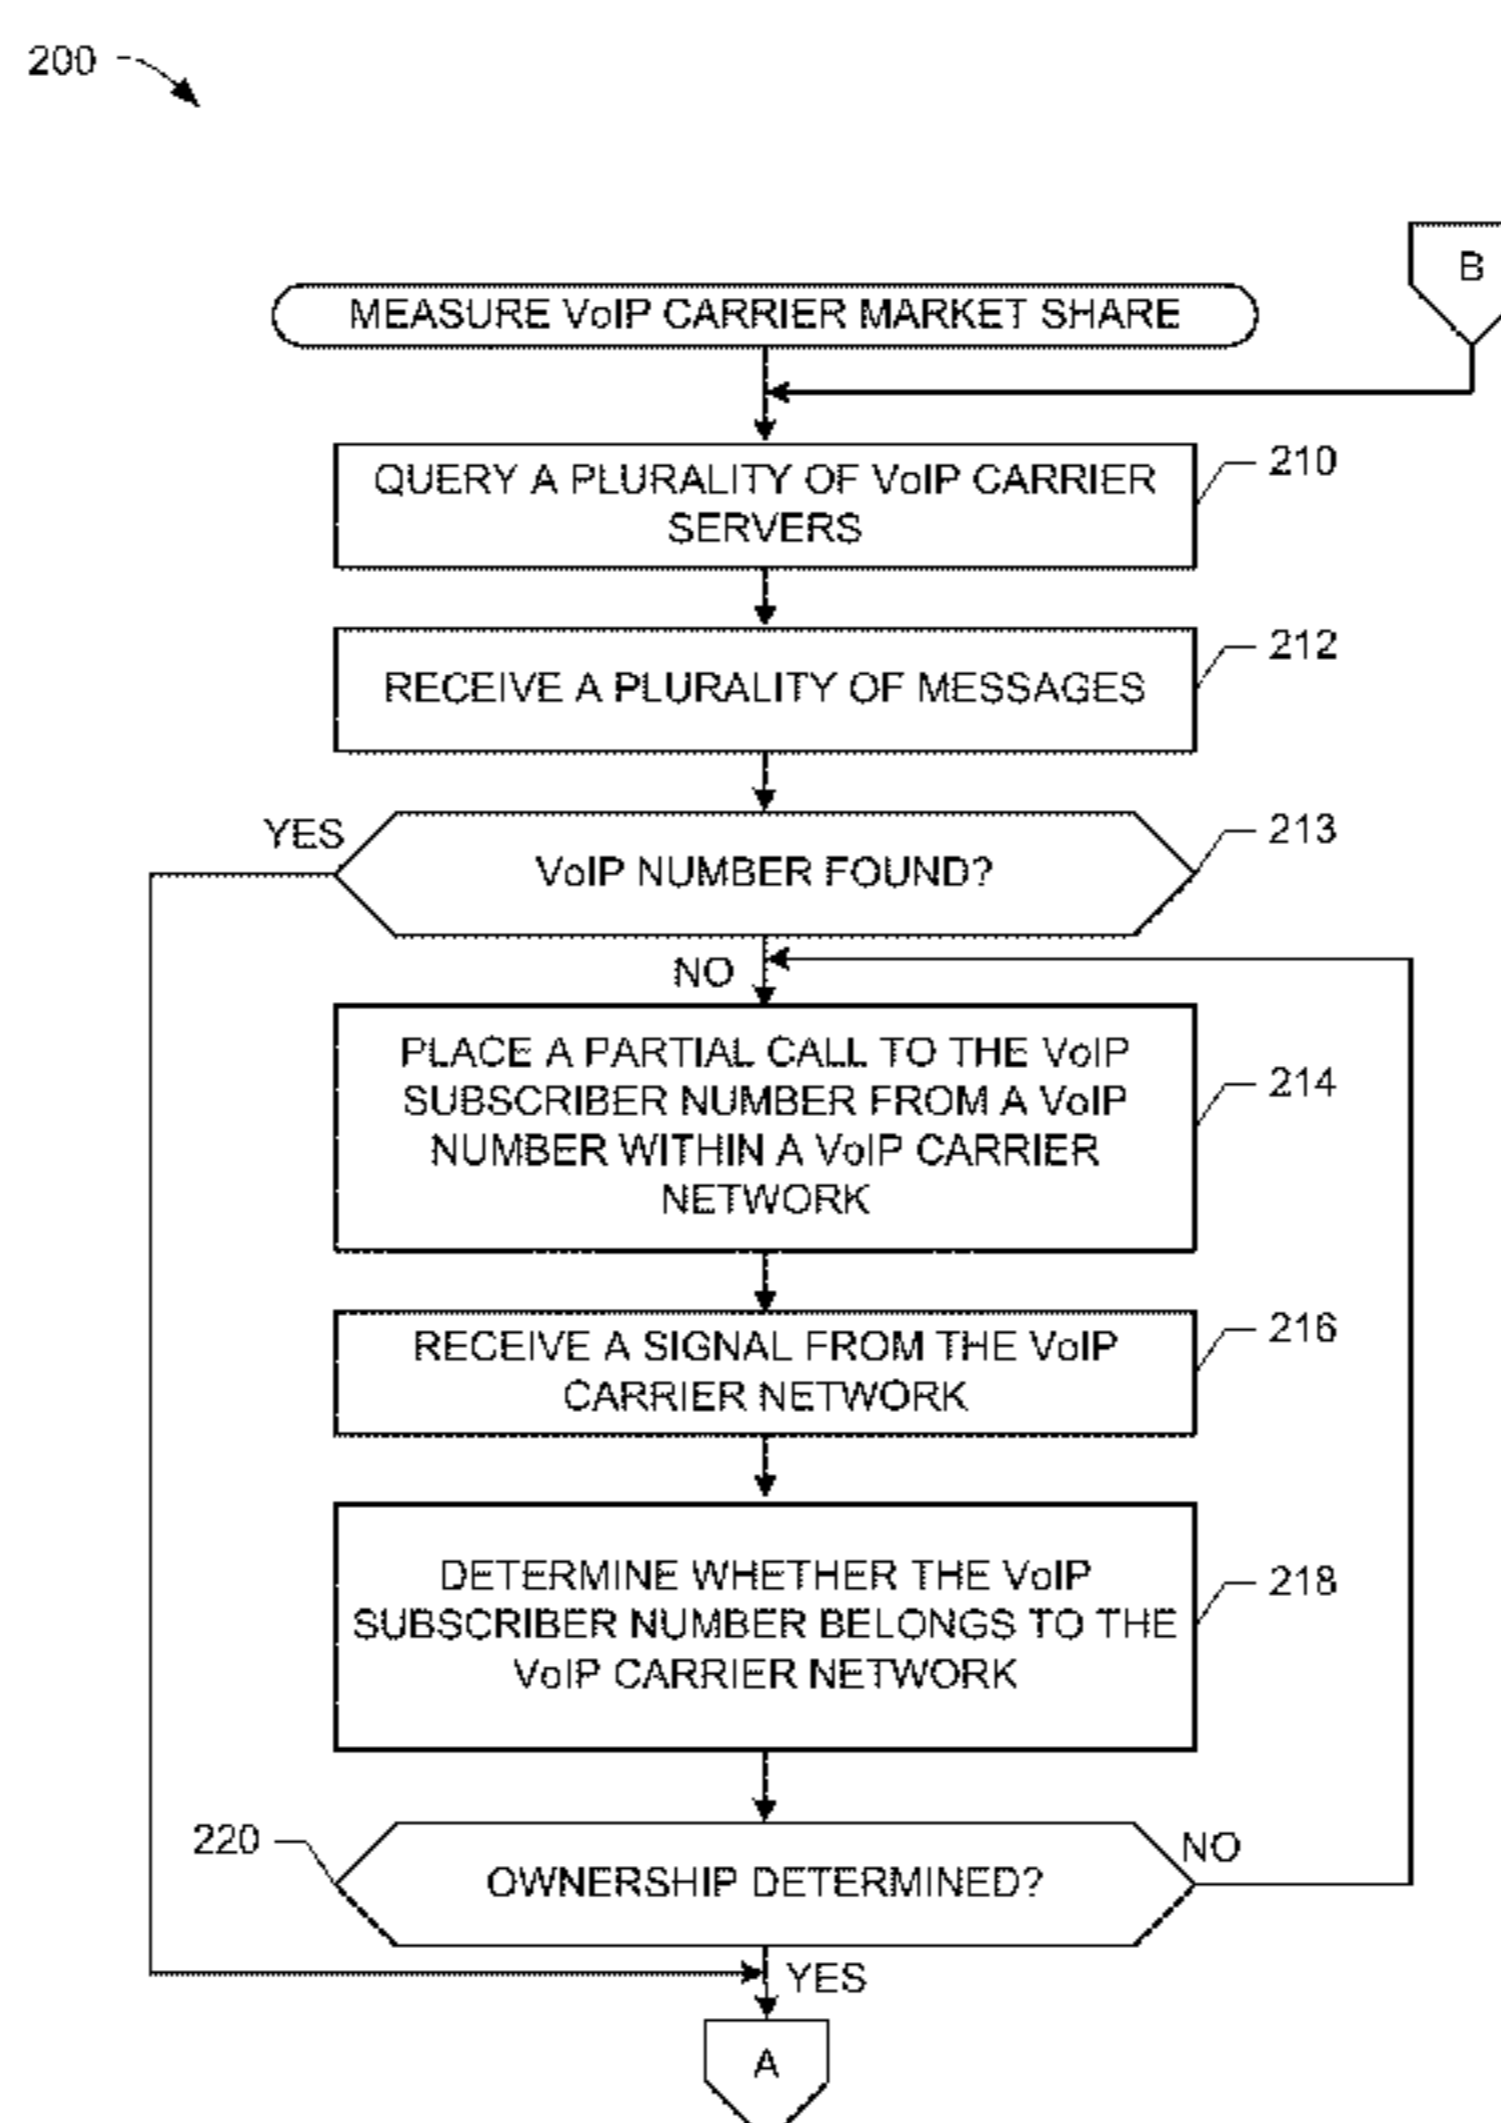 200
B
MEASURE VoIP CARRIER MARKET SHARE
QUERY A PLURALITY OF VoIP CARRIER
SERVERS
210
RECEIVE A PLURALITY OF MESSAGES
212
YES
VoIP NUMBER FOUND?
213
NO
PLACE A PARTIAL CALL TO THE VoIP
SUBSCRIBER NUMBER FROM A VoIP
NUMBER WITHIN A VoIP CARRIER
NETWORK
214
RECEIVE A SIGNAL FROM THE VoIP
CARRIER NETWORK
216
DETERMINE WHETHER THE VoIP
SUBSCRIBER NUMBER BELONGS TO THE
VoIP CARRIER NETWORK
218
220
OWNERSHIP DETERMINED?
NO
YES
A